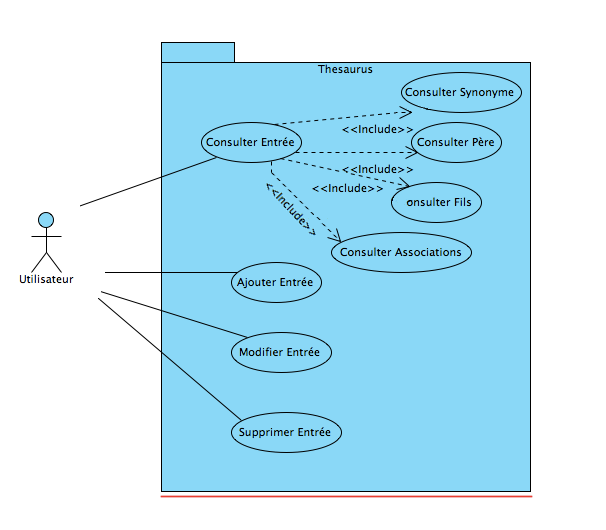 Thesaurus
Consulter Synonyme
<<Include>>
Consulter Entrée
Consulter Père
<<Include>>
<<Include>>
onsulter Fils
<<Include>>
Consulter Associations
Utilisateur
Ajouter Entrée
Modifier Entrée
Supprimer Entrée